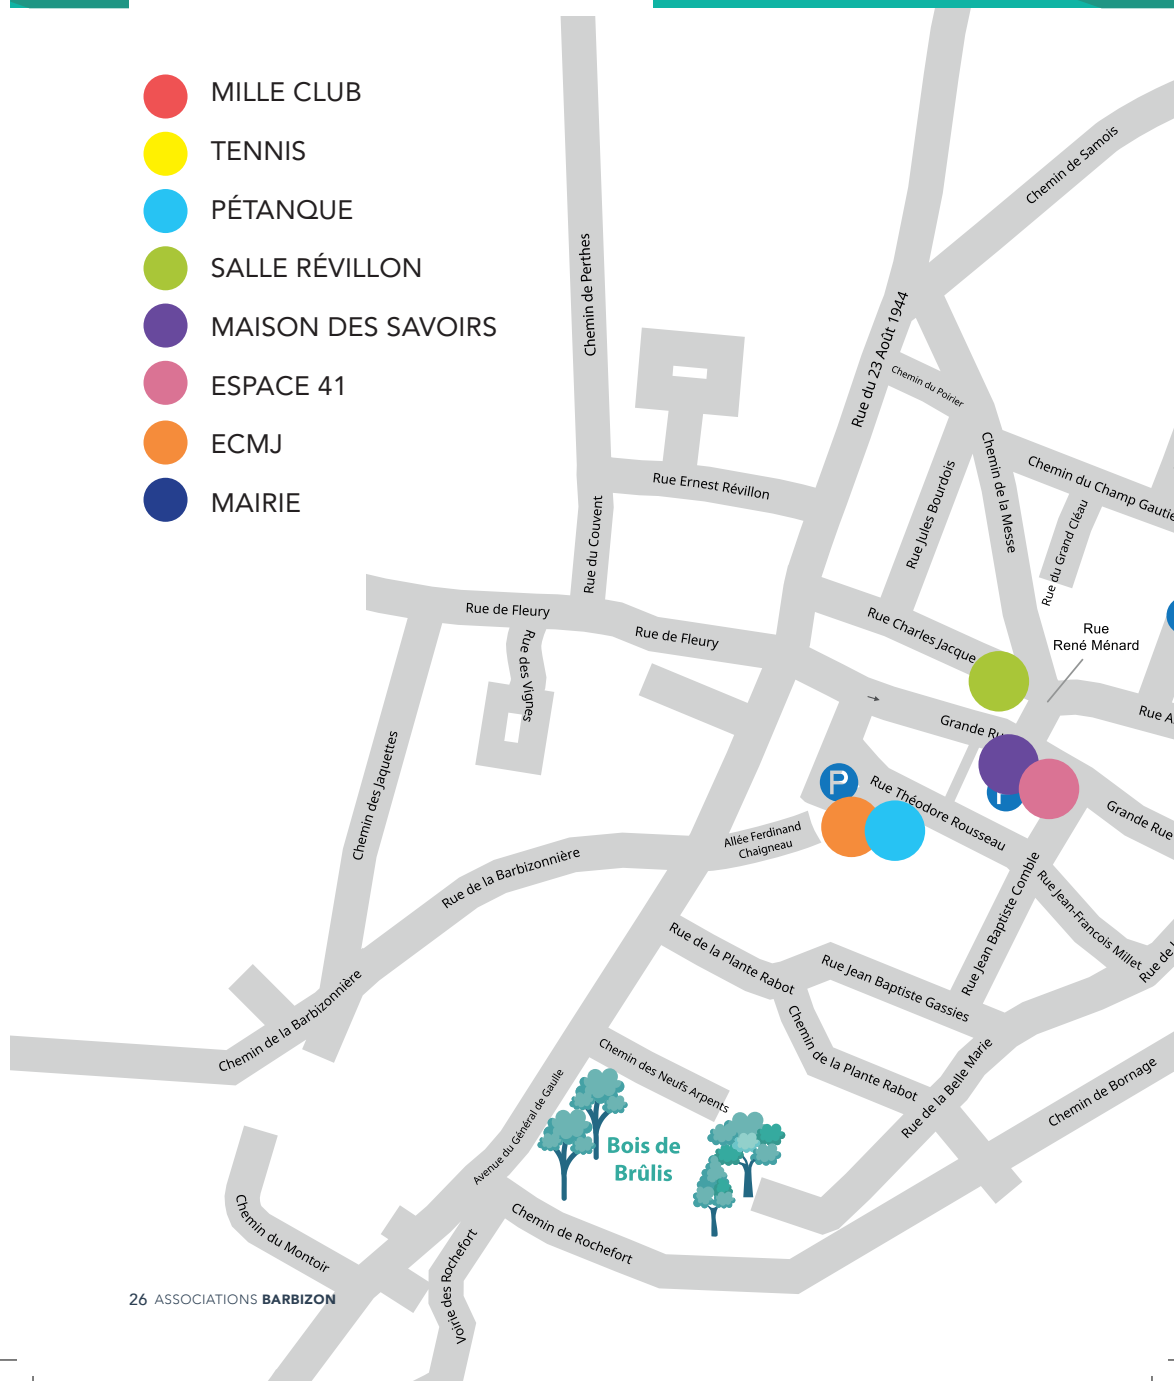 MILLE CLUB
TENNIS
PÉTANQUE
SALLE RÉVILLON
MAISON DES SAVOIRS
ESPACE 41
ECMJ
MAIRIE
Chemin de Samois
Chemin de Perthes
Rue du 23 Août 1944
Chemin du Poirier
Chemin de la Messe
Chemin du Champ Gautie
Rue Ernest Révillon
Rue Jules Bourdois
Rue du Grand Cléau
Rue du Couvent
Rue de Fleury
Rue de Fleury
Rue des Vignes
Rue Charles Jacque
Rue
René Ménard
Rue A
Grande Ru
Chemin des Jaquettes
P
Rue Théodore Rousseau
Grande Rue
Allée Ferdinand
Chaigneau
Rue de la Barbizonnière
Rue Jean Baptiste Comble
Rue Jean-Francois Millet
Rue de l
Rue de la Plante Rabot
Rue Jean Baptiste Gassies
Chemin de la Barbizonnière
Chemin de la Plante Rabot
Rue de la Belle Marie
Chemin de Bornage
Chemin des Neufs Arpents
Avenue du Général de Gaulle
Bois de
Brûlis
Chemin du Montoir
Chemin de Rochefort
Voirie des Rochefort
26 ASSOCIATIONS BARBIZON